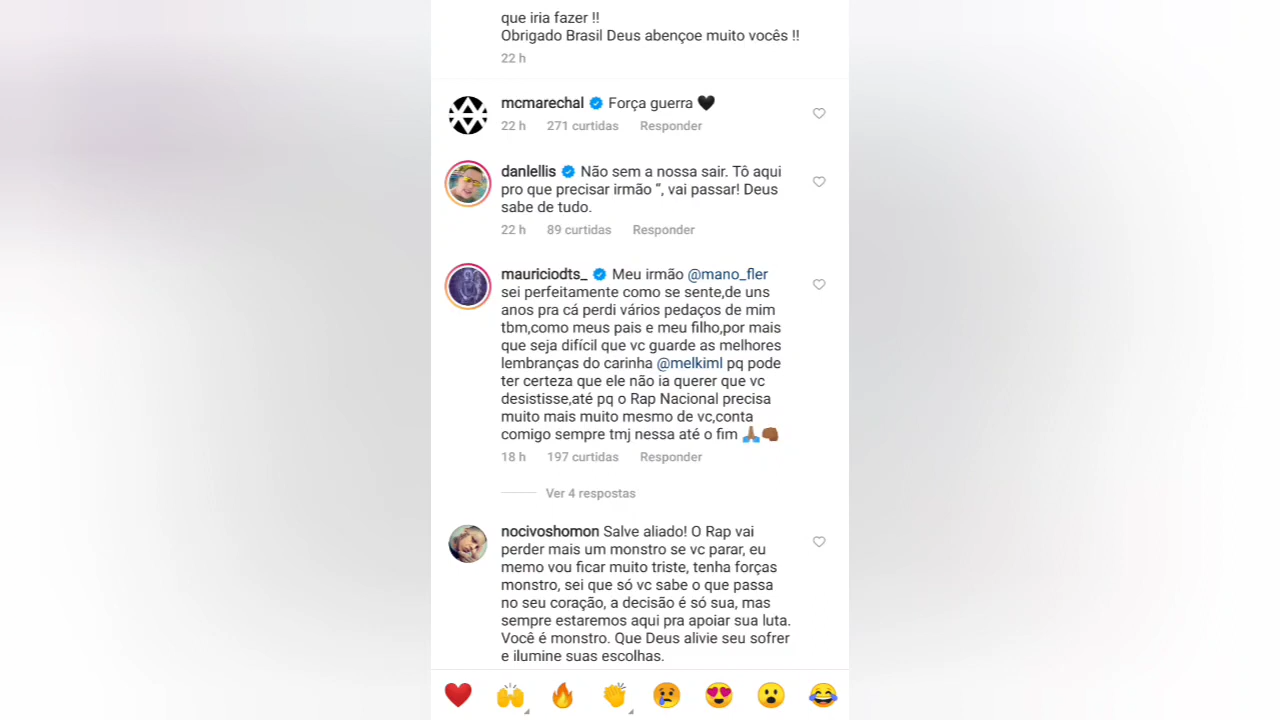 que iria fazer !!
Obrigado Brasil Deus abençoe muito vocês !!
22 h
mcmarechal Força guerra 🖤
22 h 271 curtidas Responder
danlellis Não sem a nossa sair. Tô aqui
pro que precisar irmão “, vai passar! Deus
sabe de tudo.
22 h 89 curtidas Responder
mauriciodts_ Meu irmão @mano_fler
sei perfeitamente como se sente,de uns
anos pra cá perdi vários pedaços de mim
tbm,como meus pais e meu filho,por mais
que seja difícil que vc guarde as melhores
lembranças do carinha @melkiml pq pode
ter certeza que ele não ia querer que vc
desistisse,até pq o Rap Nacional precisa
muito mais muito mesmo de vc,conta
comigo sempre tmj nessa até o fim 🙏🏽👊🏾
18 h 197 curtidas Responder
Ver 4 respostas
nocivoshomon Salve aliado! O Rap vai
perder mais um monstro se vc parar, eu
memo vou ficar muito triste, tenha forças
monstro, sei que só vc sabe o que passa
no seu coração, a decisão é só sua, mas
sempre estaremos aqui pra apoiar sua luta.
Você é monstro. Que Deus alivie seu sofrer
e ilumine suas escolhas.